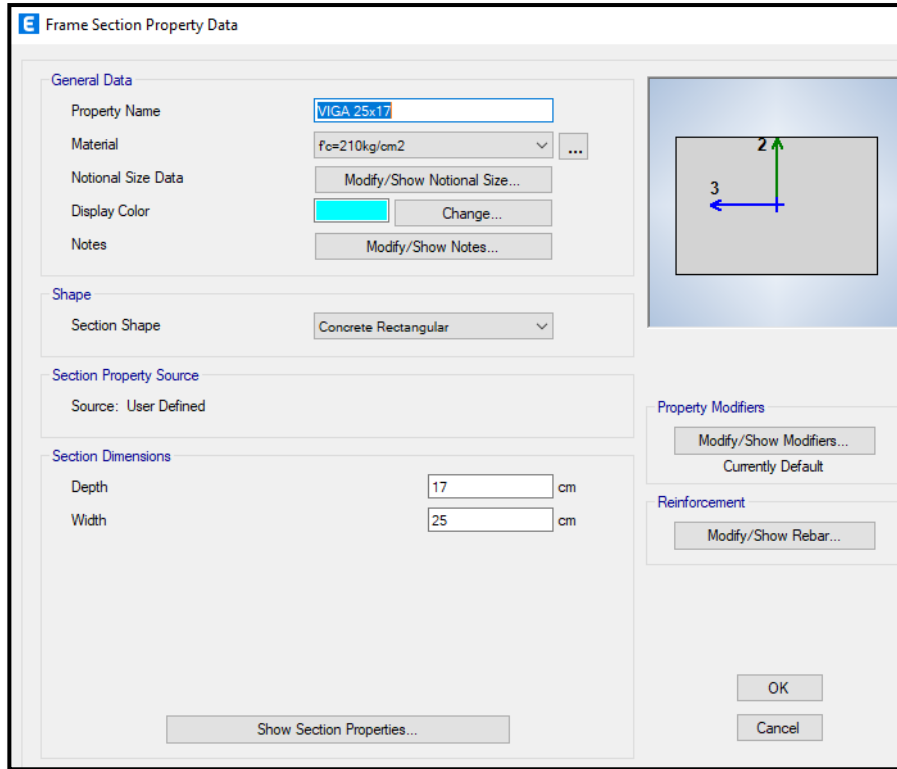 E Frame Section Property Data
General Data
Property Name VIGA 25x17
Material f'c=210kg/cm2 ...
Notional Size Data Modify/Show Notional Size...
Display Color Change...
Notes Modify/Show Notes...
Shape
Section Shape Concrete Rectangular
Section Property Source
Source: User Defined
Section Dimensions
Depth 17 cm
Width 25 cm
Show Section Properties...
2
3
Property Modifiers
Modify/Show Modifiers...
Currently Default
Reinforcement
Modify/Show Rebar...
OK
Cancel